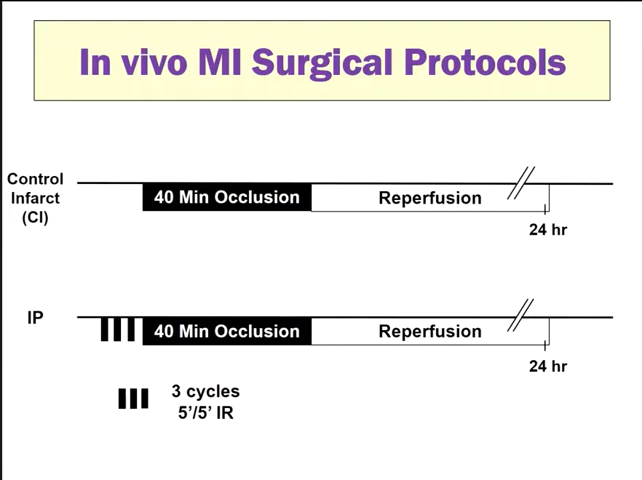 In vivo MI Surgical Protocols
Control
Infarct
(CI)
40 Min Occlusion
Reperfusion
24 hr
IP
40 Min Occlusion
Reperfusion
24 hr
3 cycles
5’/5’ IR